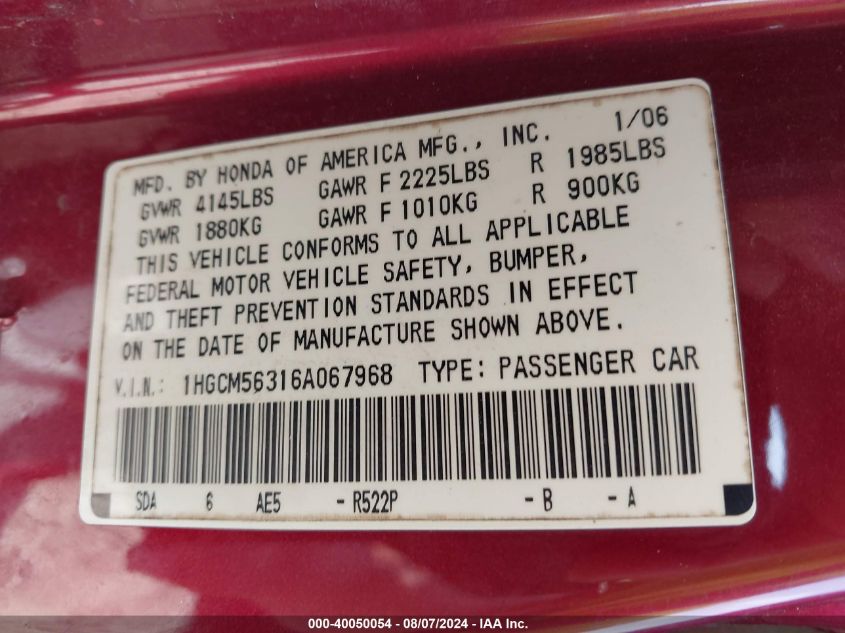 MFD. BY HONDA OF AMERICA MFG., INC. 1/06
GVWR 4145LBS GAWR F 2225LBS R 1985LBS
GVWR 1880KG GAWR F 1010KG R 900KG
THIS VEHICLE CONFORMS TO ALL APPLICABLE
FEDERAL MOTOR VEHICLE SAFETY, BUMPER,
AND THEFT PREVENTION STANDARDS IN EFFECT
ON THE DATE OF MANUFACTURE SHOWN ABOVE.
V.I.N.: 1HGCM56316A067968 TYPE: PASSENGER CAR
SDA 6 AE5 - R522P - B - A
000-40050054 - 08/07/2024 - IAA Inc.